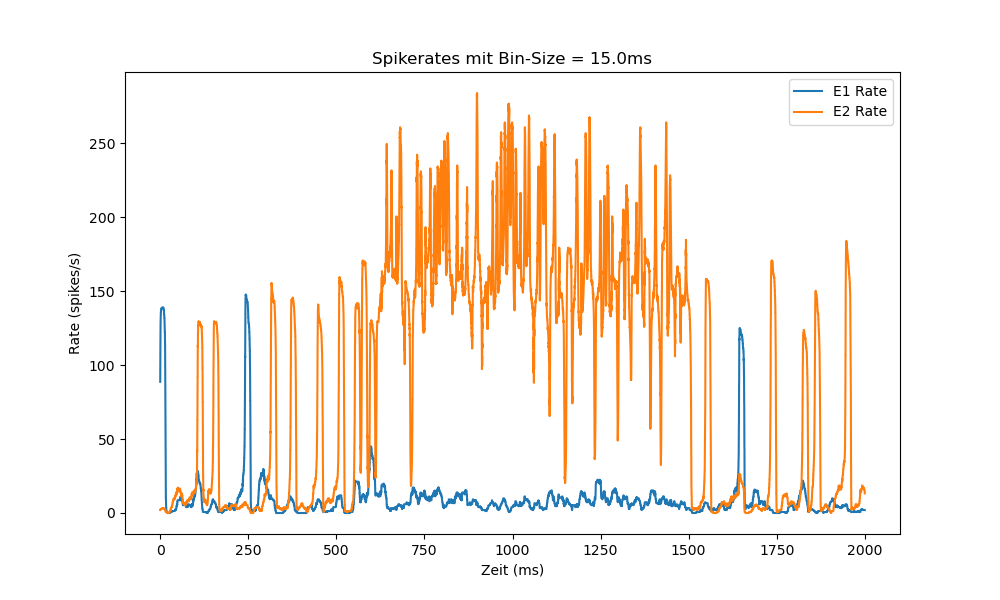 Spikerates mit Bin-Size = 15.0ms
E1 Rate
E2 Rate
Rate (spikes/s)
250
200
150
100
50
0
0 250 500 750 1000 1250 1500 1750 2000
Zeit (ms)